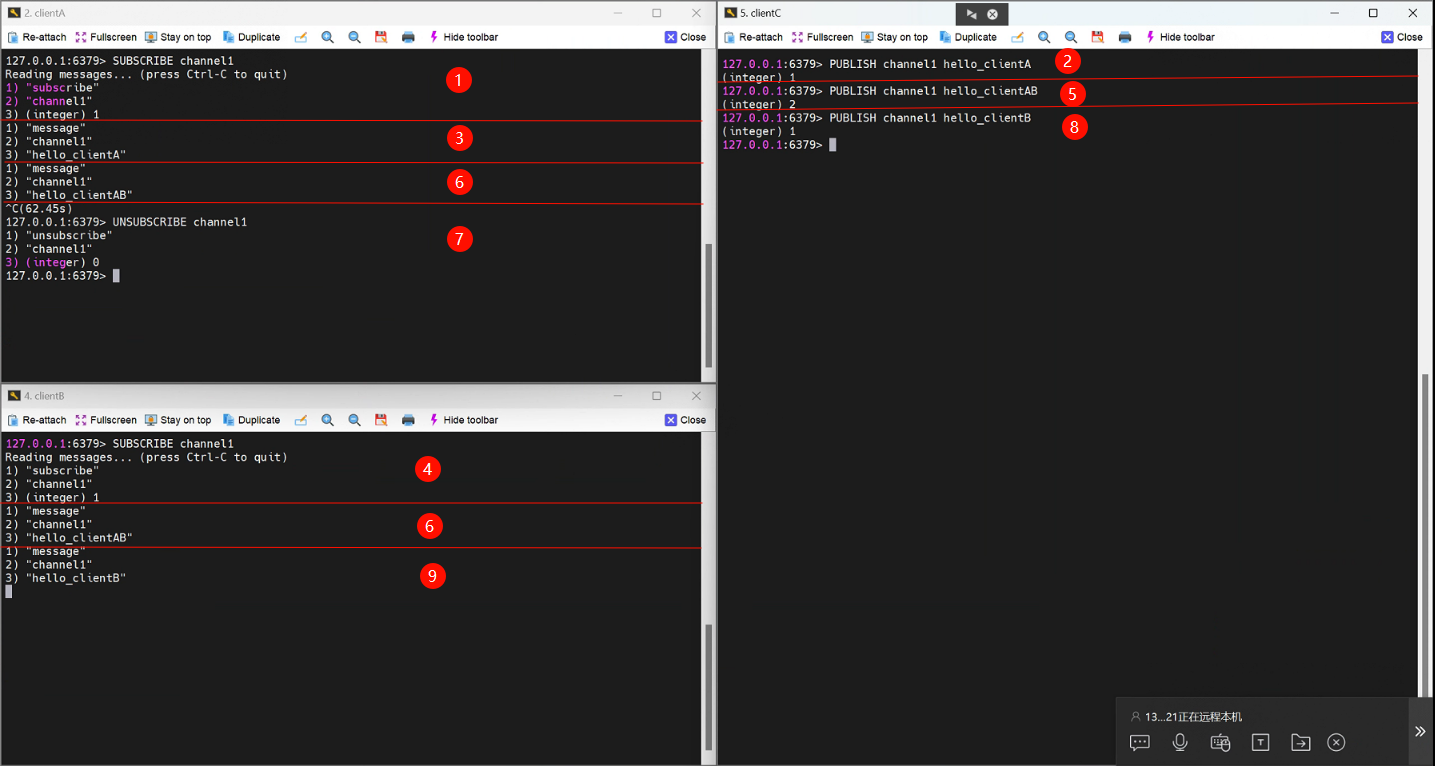 2. clientA
Re-attach Fullscreen Stay on top Duplicate Hide toolbar Close
127.0.0.1:6379> SUBSCRIBE channel1
Reading messages... (press Ctrl-C to quit)
1
1) "subscribe"
2) "channel1"
3) (integer) 1
1) "message"
3
2) "channel1"
3) "hello_clientA"
1) "message"
6
2) "channel1"
3) "hello_clientAB"
^C(62.45s)
127.0.0.1:6379> UNSUBSCRIBE channel1
1) "unsubscribe"
7
2) "channel1"
3) (integer) 0
127.0.0.1:6379>
4. clientB
Re-attach Fullscreen Stay on top Duplicate Hide toolbar Close
127.0.0.1:6379> SUBSCRIBE channel1
Reading messages... (press Ctrl-C to quit)
1) "subscribe"
4
2) "channel1"
3) (integer) 1
1) "message"
2) "channel1"
6
3) "hello_clientAB"
1) "message"
2) "channel1"
3) "hello_clientB"
9
5. clientC
Re-attach Fullscreen Stay on top Duplicate Hide toolbar Close
127.0.0.1:6379> PUBLISH channel1 hello_clientA
2
(integer) 1
127.0.0.1:6379> PUBLISH channel1 hello_clientAB
5
(integer) 2
127.0.0.1:6379> PUBLISH channel1 hello_clientB
8
(integer) 1
127.0.0.1:6379>
13...21正在远程本机
T